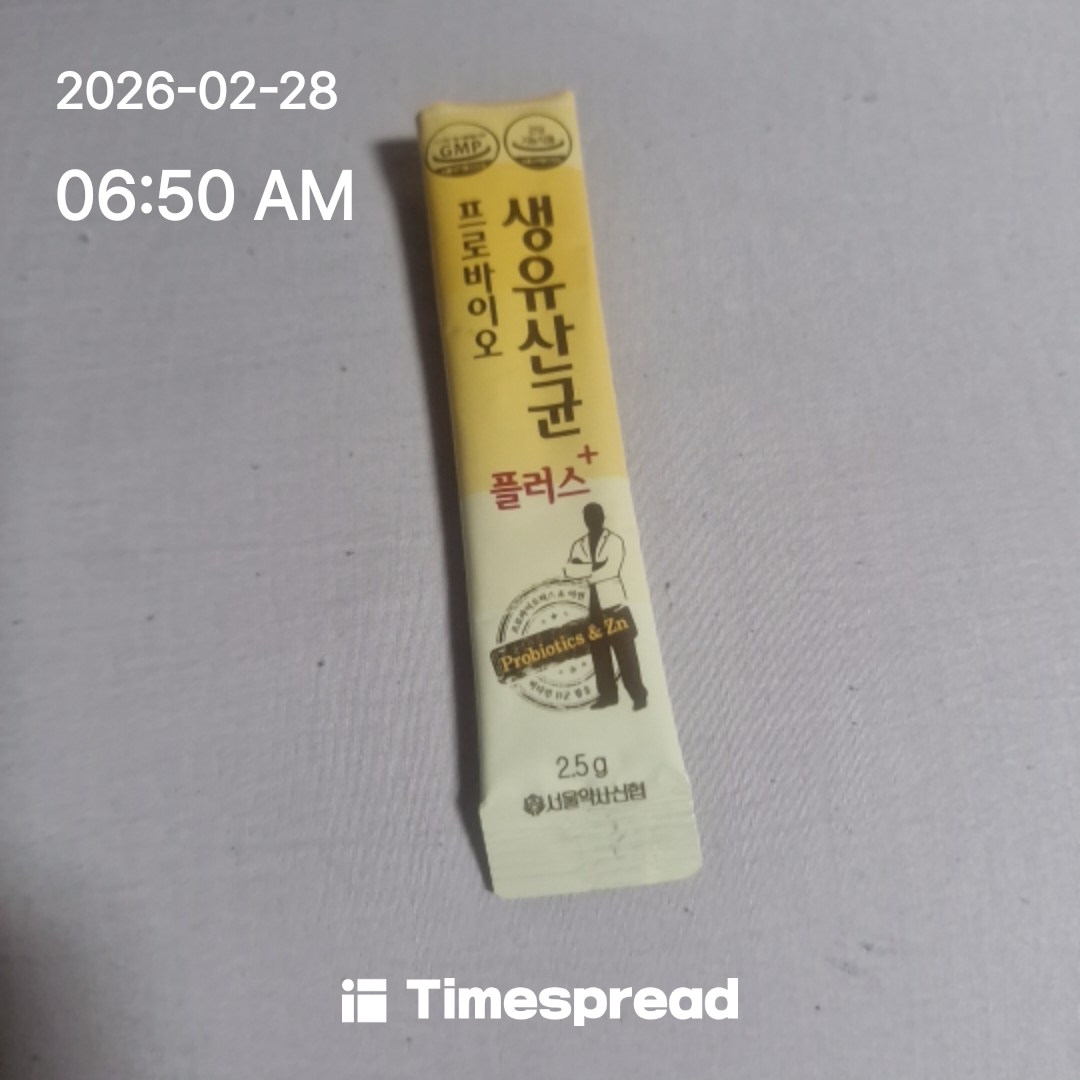 2026-02-28
06:50 AM
GMP
생유산균
프로바이오
플러스+
Probiotics & Zn
2.5g
서울약사신협
Timespread